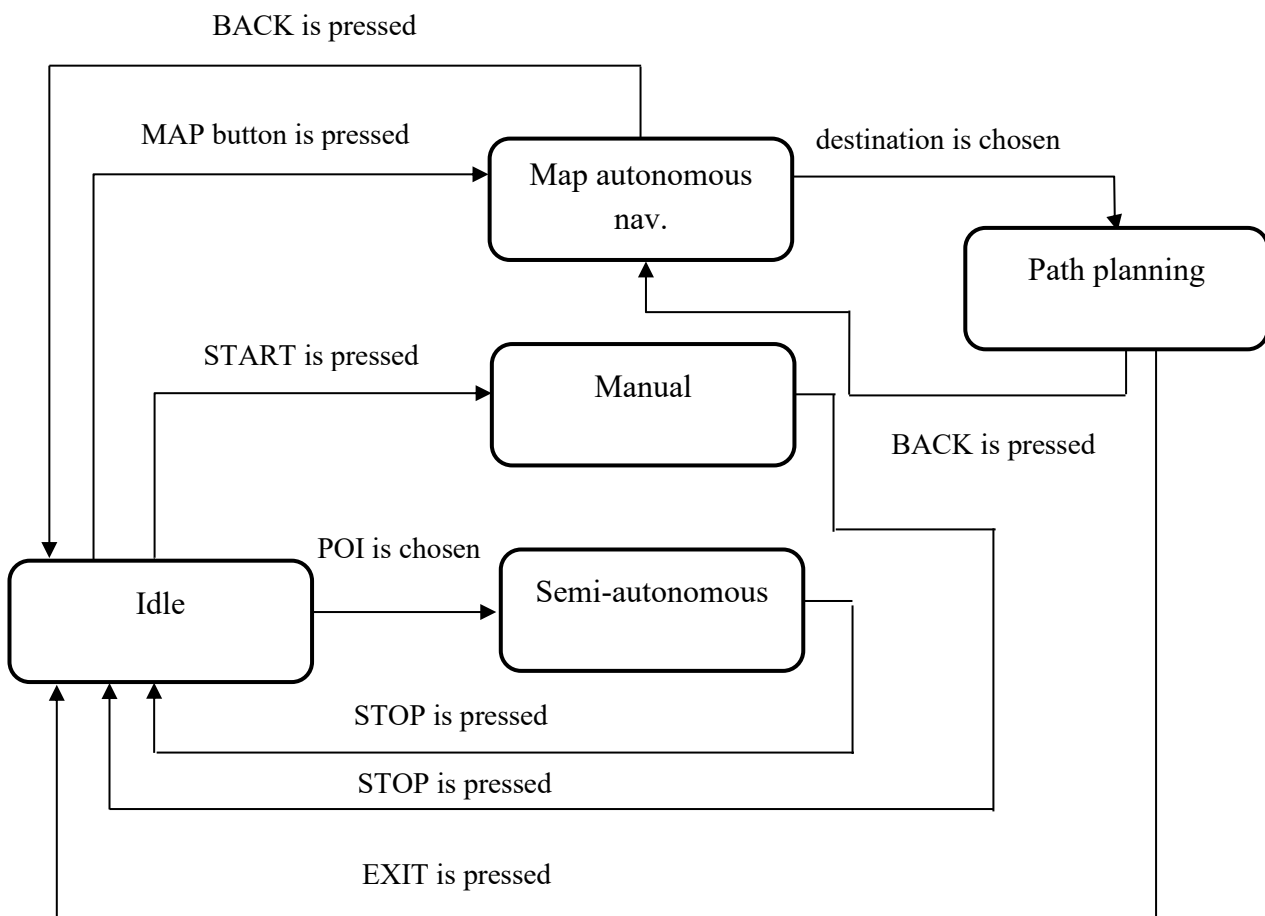 BACK is pressed
MAP button is pressed
destination is chosen
Map autonomous
nav.
Path planning
START is pressed
Manual
BACK is pressed
POI is chosen
Idle
Semi-autonomous
STOP is pressed
STOP is pressed
EXIT is pressed